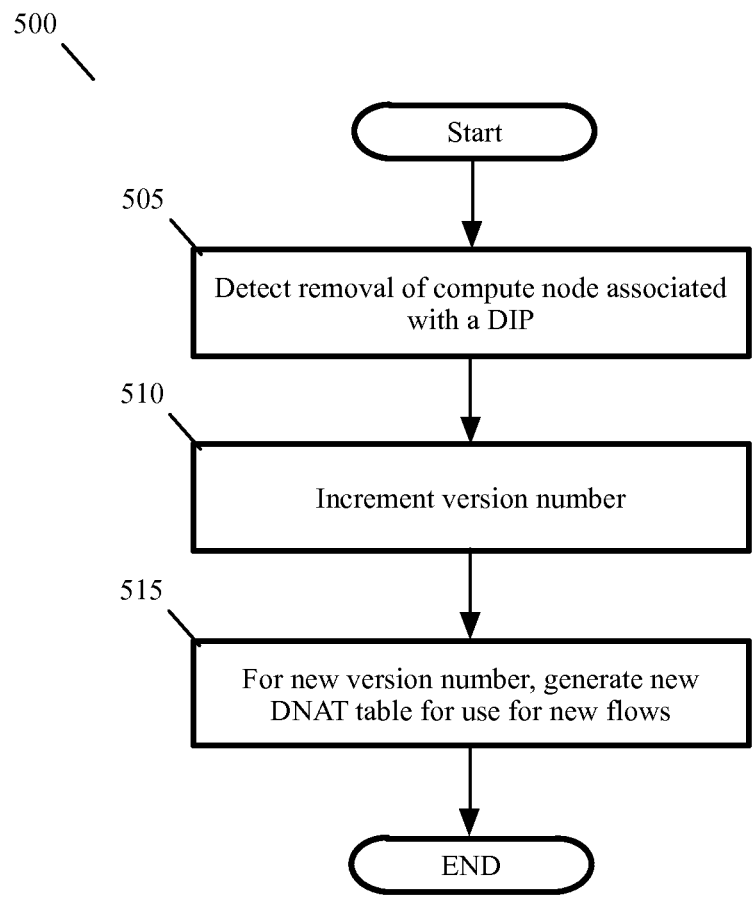 500
Start
505
Detect removal of compute node associated
with a DIP
510
Increment version number
515
For new version number, generate new
DNAT table for use for new flows
END